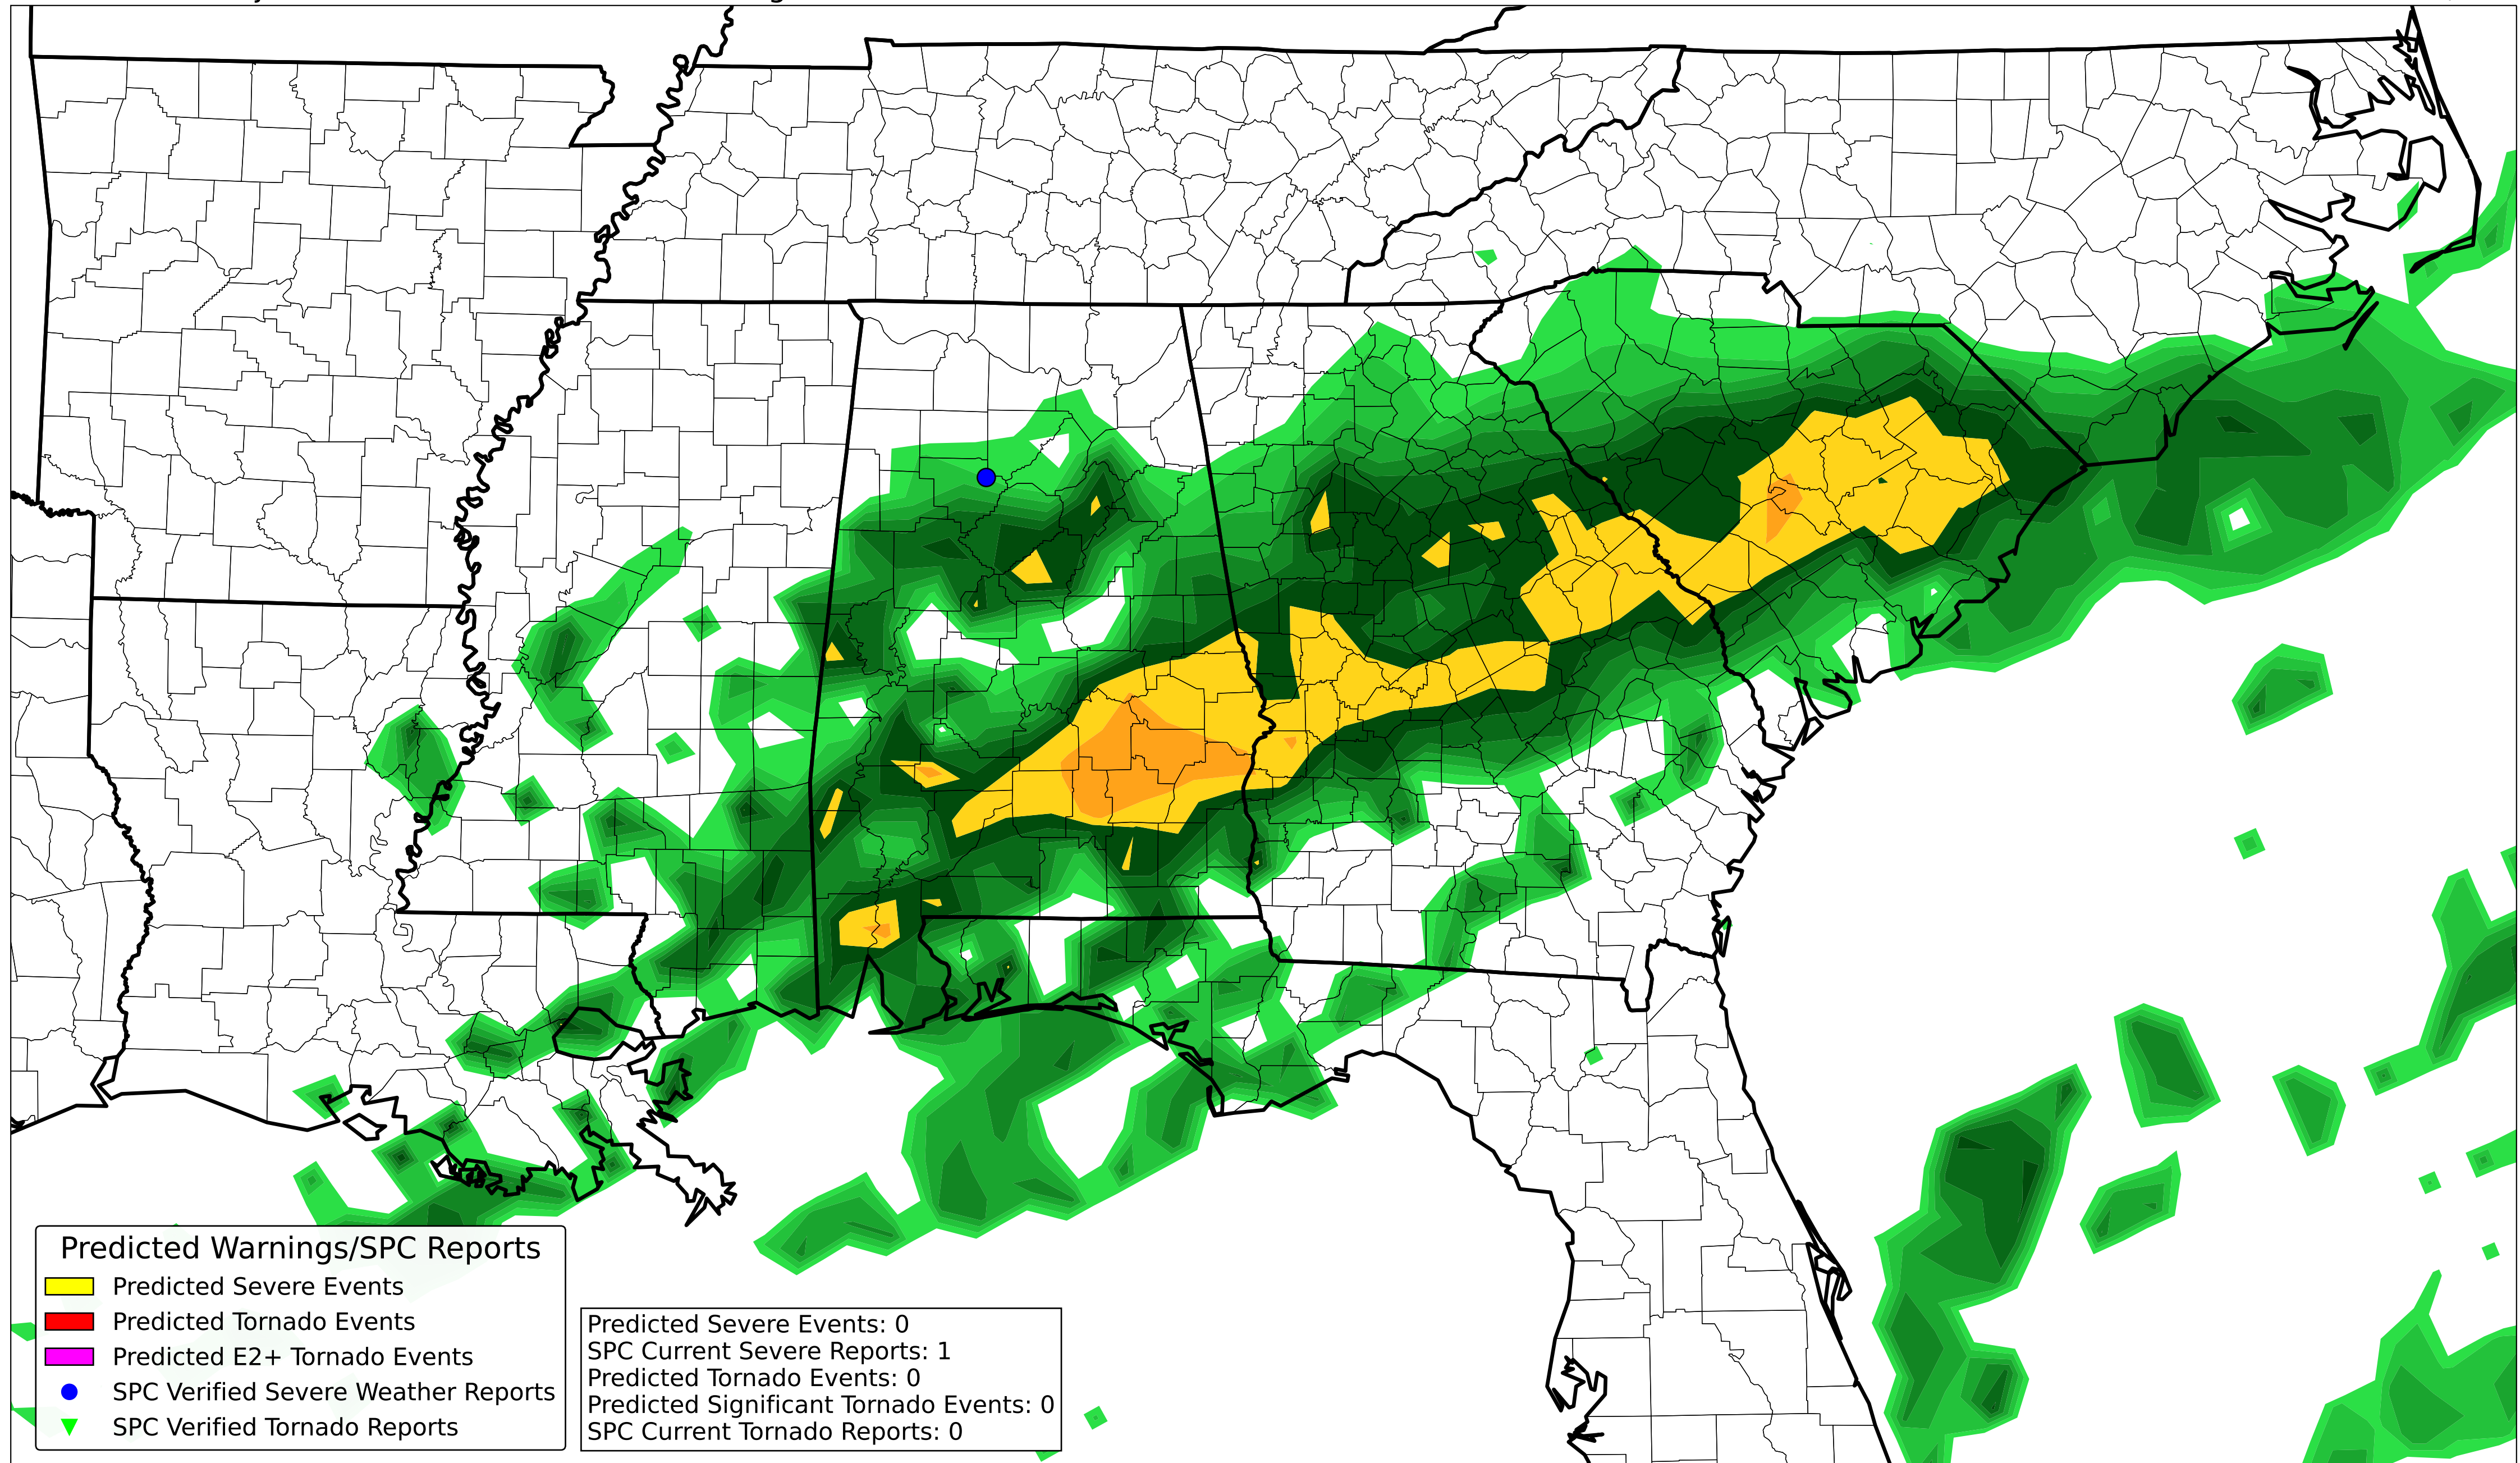 Predicted Warnings/SPC Reports
Predicted Severe Events
Predicted Tornado Events
Predicted E2+ Tornado Events
SPC Verified Severe Weather Reports
SPC Verified Tornado Reports
Predicted Severe Events: 0
SPC Current Severe Reports: 1
Predicted Tornado Events: 0
Predicted Significant Tornado Events: 0
SPC Current Tornado Reports: 0